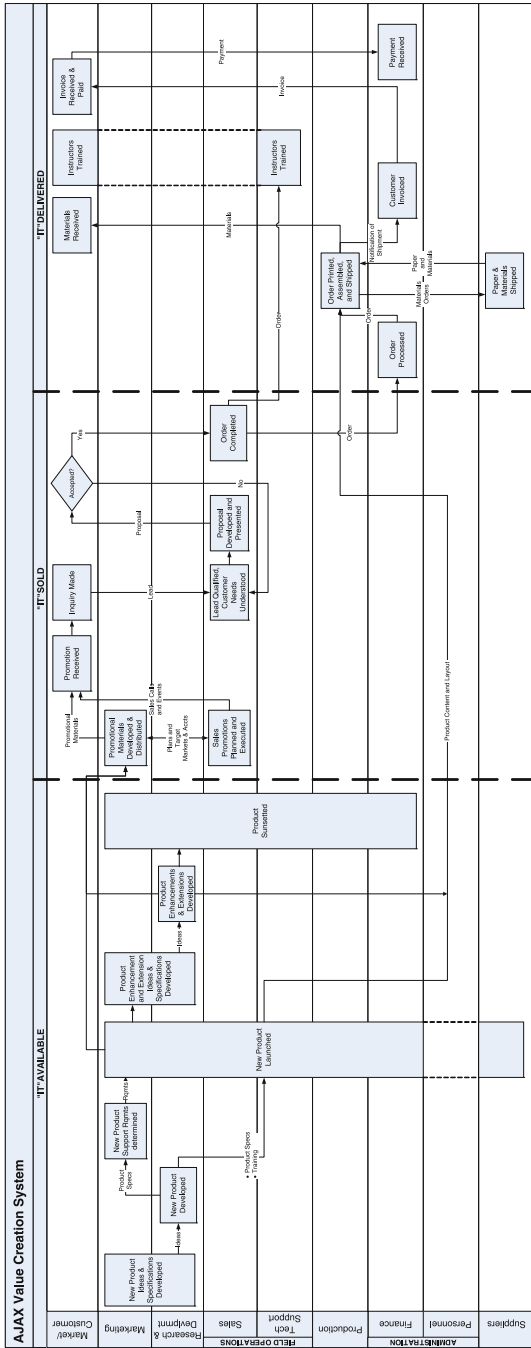 AJAX Value Creation System
"IT" AVAILABLE
"IT" SOLD
"IT" DELIVERED
Market/
Customer
Marketing
Research &
Devlpmnt
FIELD OPERATIONS
Sales
Tech
Support
Production
ADMINISTRATION
Finance
Personnel
Suppliers
New Product
Ideas &
Specifications
Developed
Ideas
New Product
Developed
Product
Specs
New Product
Support Rqmts
determined
Rqmts
• Product Specs
• Training
New Product
Launched
Product
Enhancement
and Extension
Ideas &
Specifications
Developed
Ideas
Product
Enhancements
& Extensions
Developed
Product
Sunsetted
Product Content and Layout
Promotional
Materials
Developed &
Distributed
Promotional
Materials
Plans and
Target
Markets & Accts
Sales
Promotions
Planned and
Executed
Sales Calls
and Events
Promotion
Received
Inquiry Made
Lead
Lead Qualified,
Customer
Needs
Understood
Proposal
Developed and
Presented
Proposal
Accepted?
Yes
No
Order
Completed
Order
Order
Order
Processed
Order
Order Printed,
Assembled,
and Shipped
Materials
Orders
Paper
and
Materials
Paper &
Materials
Shipped
Notification of
Shipment
Materials
Materials
Received
Instructors
Trained
Instructors
Trained
Customer
Invoiced
Invoice
Invoice
Received &
Paid
Payment
Payment
Received